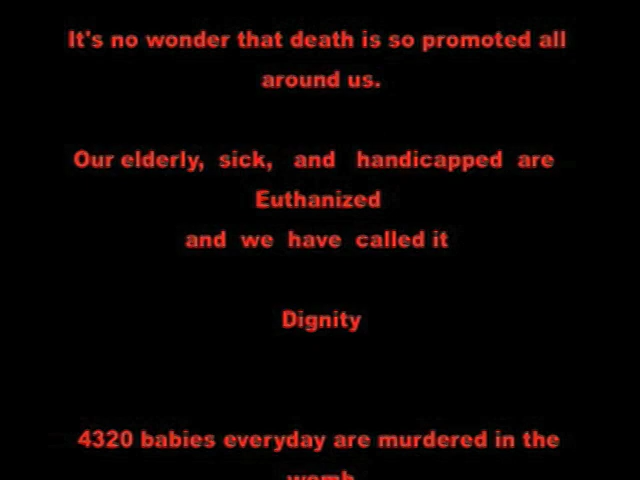 It's no wonder that death is so promoted all
around us.
Our elderly, sick, and handicapped are
Euthanized
and we have called it
Dignity
4320 babies everyday are murdered in the
womb